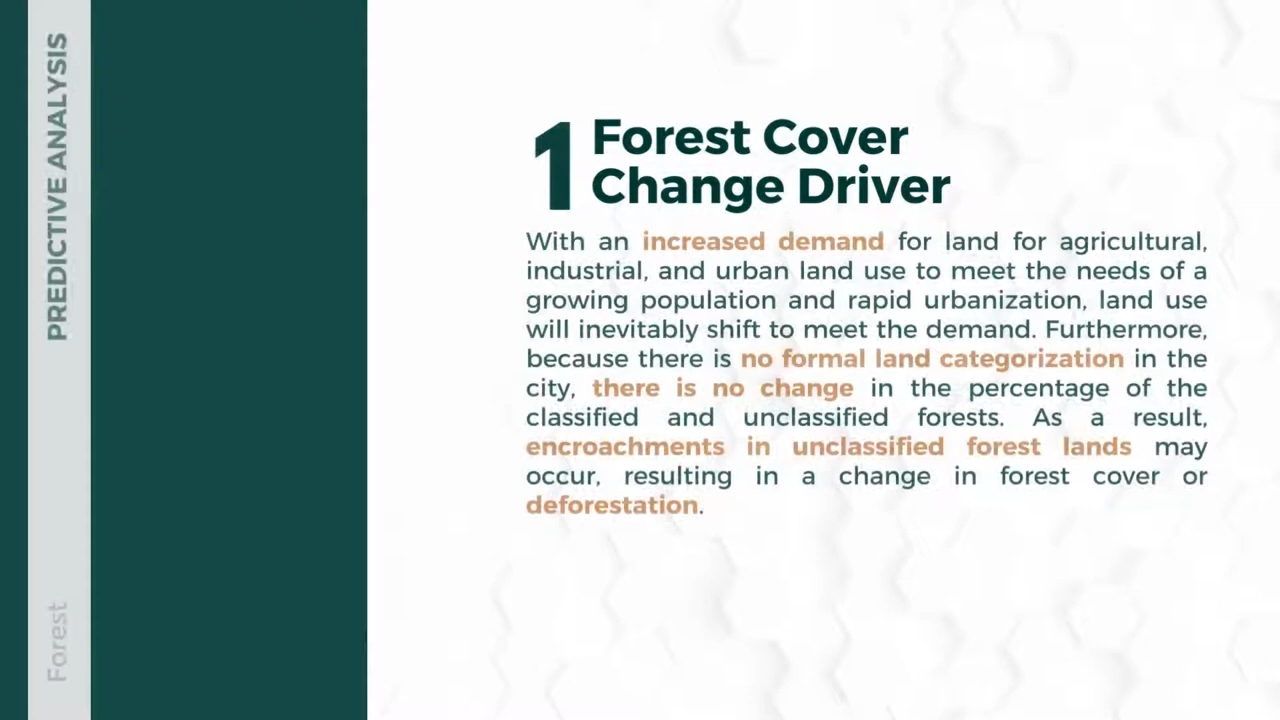 PREDICTIVE ANALYSIS
Forest
1 Forest Cover
Change Driver
With an increased demand for land for agricultural,
industrial, and urban land use to meet the needs of a
growing population and rapid urbanization, land use
will inevitably shift to meet the demand. Furthermore,
because there is no formal land categorization in the
city, there is no change in the percentage of the
classified and unclassified forests. As a result,
encroachments in unclassified forest lands may
occur, resulting in a change in forest cover or
deforestation.